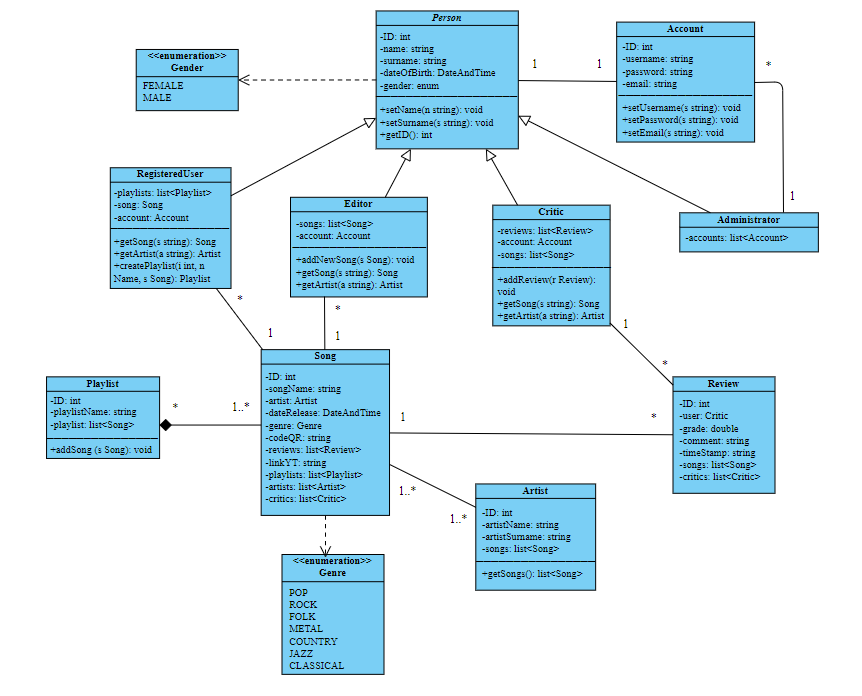 Person
-ID: int
-name: string
-surname: string
-dateOfBirth: DateAndTime
-gender: enum
+setName(n string): void
+setSurname(s string): void
+getID(): int
Account
-ID: int
-username: string
-password: string
-email: string
+setUsername(s string): void
+setPassword(s string): void
+setEmail(s string): void
<<enumeration>>
Gender
FEMALE
MALE
1
1
*
1
RegisteredUser
-playlists: list<Playlist>
-song: Song
-account: Account
+getSong(s string): Song
+getArtist(a string): Artist
+createPlaylist(i int, n
Name, s Song): Playlist
Editor
-songs: list<Song>
-account: Account
+addNewSong(s Song): void
+getSong(s string): Song
+getArtist(a string): Artist
Critic
-reviews: list<Review>
-account: Account
-songs: list<Song>
+addReview(r Review):
void
+getSong(s string): Song
+getArtist(a string): Artist
Administrator
-accounts: list<Account>
*
1
*
1
1
*
Playlist
-ID: int
-playlistName: string
-playlist: list<Song>
+addSong (s Song): void
*
1..*
Song
-ID: int
-songName: string
-artist: Artist
-dateRelease: DateAndTime
-genre: Genre
-codeQR: string
-reviews: list<Review>
-linkYT: string
-playlists: list<Playlist>
-artists: list<Artist>
-critics: list<Critic>
1
*
1..*
1..*
Review
-ID: int
-user: Critic
-grade: double
-comment: string
-timeStamp: string
-songs: list<Song>
-critics: list<Critic>
Artist
-ID: int
-artistName: string
-artistSurname: string
-songs: list<Song>
+getSongs(): list<Song>
<<enumeration>>
Genre
POP
ROCK
FOLK
METAL
COUNTRY
JAZZ
CLASSICAL